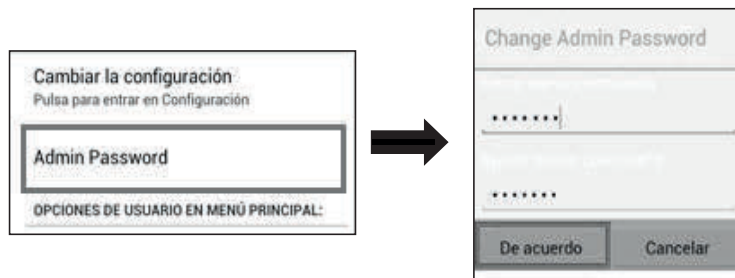 Cambiar la configuración
Pulsa para entrar en Configuración
Admin Password
OPCIONES DE USUARIO EN MENÚ PRINCIPAL:
Change Admin Password
De acuerdo
Cancelar